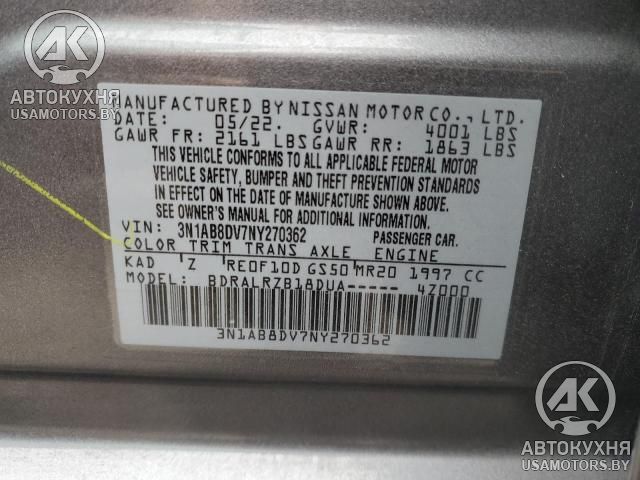 AK
АВТОКУХНЯ
USAMOTORS.BY
MANUFACTURED BY NISSAN MOTOR CO., LTD.
DATE: 05/22. GVWR: 4001 LBS
GAWR FR: 2161 LBS GAWR RR: 1863 LBS
THIS VEHICLE CONFORMS TO ALL APPLICABLE FEDERAL MOTOR
VEHICLE SAFETY, BUMPER AND THEFT PREVENTION STANDARDS
IN EFFECT ON THE DATE OF MANUFACTURE SHOWN ABOVE.
SEE OWNER'S MANUAL FOR ADDITIONAL INFORMATION
VIN: 3N1AB8DV7NY270362 PASSENGER CAR.
COLOR TRIM TRANS AXLE ENGINE
KAD Z RE0F10D GS50 MR20 1997 CC
MODEL: BDRALRZB18DUA----- 4Z000
3N1AB8DV7NY270362
AK
АВТОКУХНЯ
USAMOTORS.BY